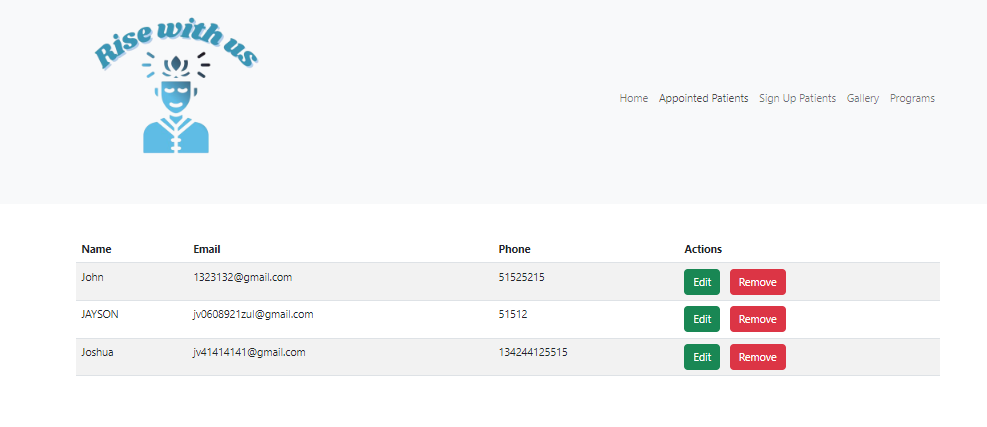 Rise with us
Home Appointed Patients Sign Up Patients Gallery Programs
Name Email Phone Actions
John 1323132@gmail.com 51525215 Edit Remove
JAYSON jv0608921zul@gmail.com 51512 Edit Remove
Joshua jv41414141@gmail.com 134244125515 Edit Remove